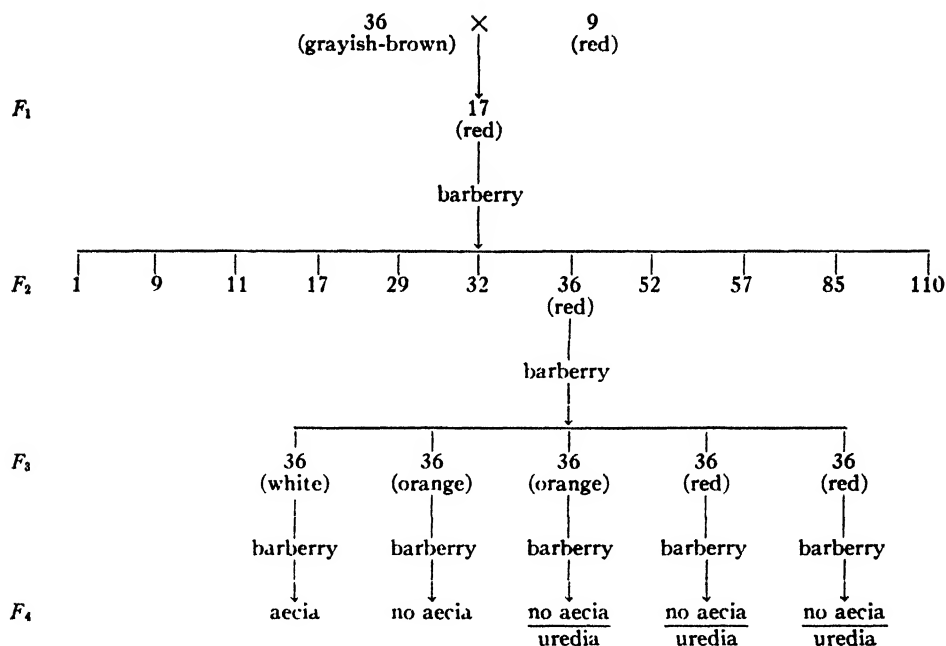 36 × 9
(grayish-brown) (red)
F₁ 17
(red)
barberry
F₂ 1 9 11 17 29 32 36 52 57 85 110
(red)
barberry
F₃ 36 36 36 36 36
(white) (orange) (orange) (red) (red)
barberry barberry barberry barberry barberry
F₄ aecia no aecia no aecia no aecia no aecia
uredia uredia uredia